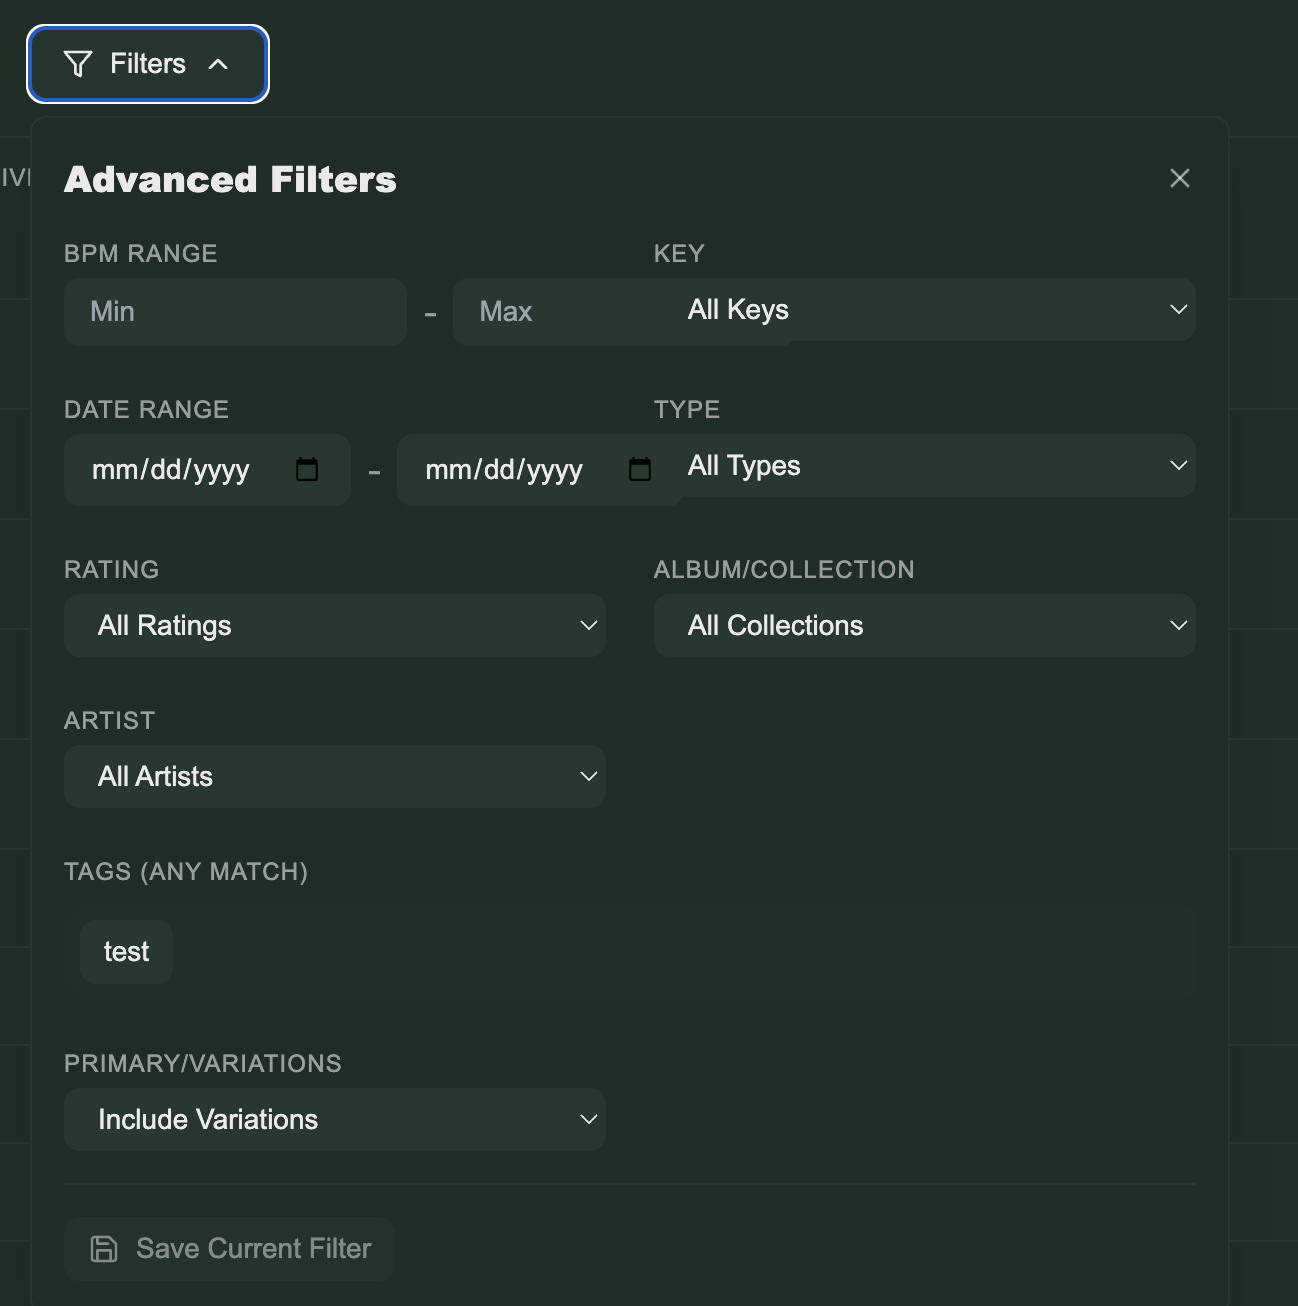 Filters
IVI
Advanced Filters
BPM RANGE
KEY
Min - Max
All Keys
DATE RANGE
TYPE
mm/dd/yyyy - mm/dd/yyyy
All Types
RATING
ALBUM/COLLECTION
All Ratings
All Collections
ARTIST
All Artists
TAGS (ANY MATCH)
test
PRIMARY/VARIATIONS
Include Variations
Save Current Filter